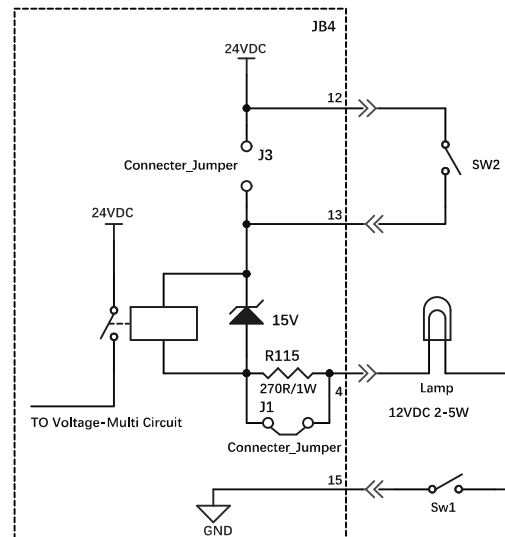 JB4
24VDC
12
J3
Connecter_Jumper
SW2
13
24VDC
15V
R115
270R/1W
4
Lamp
J1
12VDC 2-5W
TO Voltage-Multi Circuit
Connecter_Jumper
15
Sw1
GND